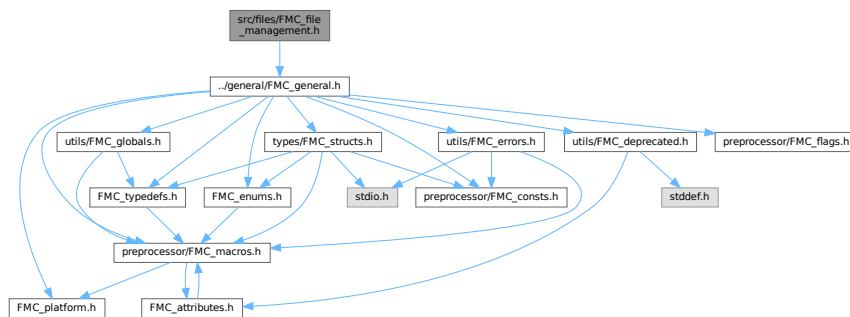 src/files/FMC_file
_management.h
../general/FMC_general.h
utils/FMC_globals.h
types/FMC_structs.h
utils/FMC_errors.h
utils/FMC_deprecated.h
preprocessor/FMC_flags.h
FMC_typedefs.h
FMC_enums.h
stdio.h
preprocessor/FMC_consts.h
stddef.h
preprocessor/FMC_macros.h
FMC_platform.h
FMC_attributes.h